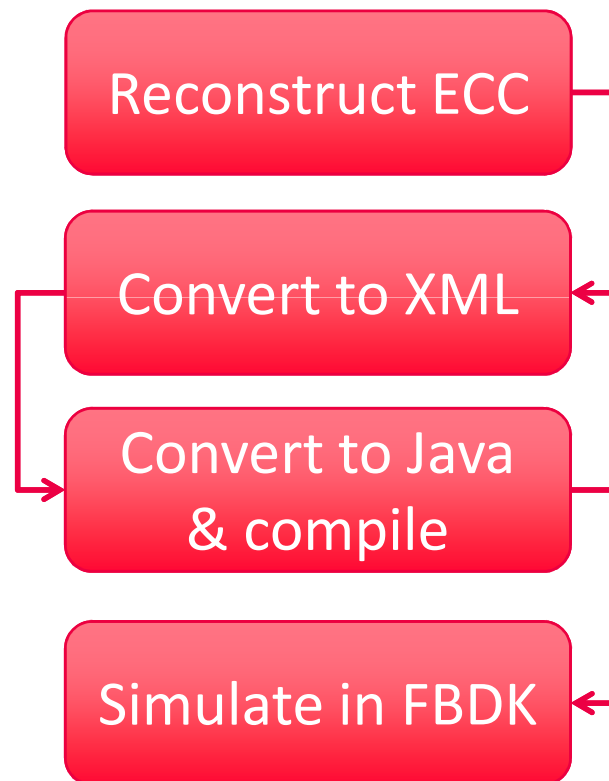 Reconstruct ECC
Convert to XML
Convert to Java
& compile
Simulate in FBDK